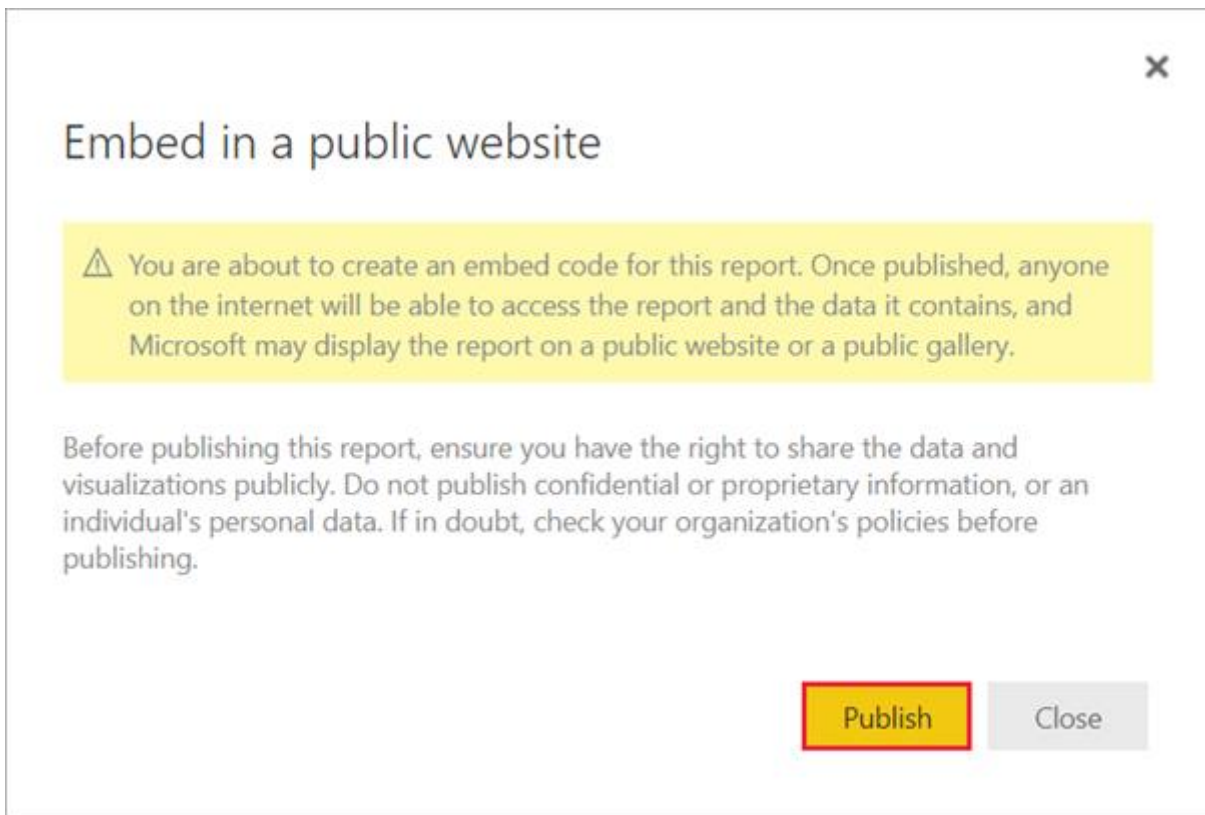 Embed in a public website
You are about to create an embed code for this report. Once published, anyone
on the internet will be able to access the report and the data it contains, and
Microsoft may display the report on a public website or a public gallery.
Before publishing this report, ensure you have the right to share the data and
visualizations publicly. Do not publish confidential or proprietary information, or an
individual's personal data. If in doubt, check your organization's policies before
publishing.
Publish
Close